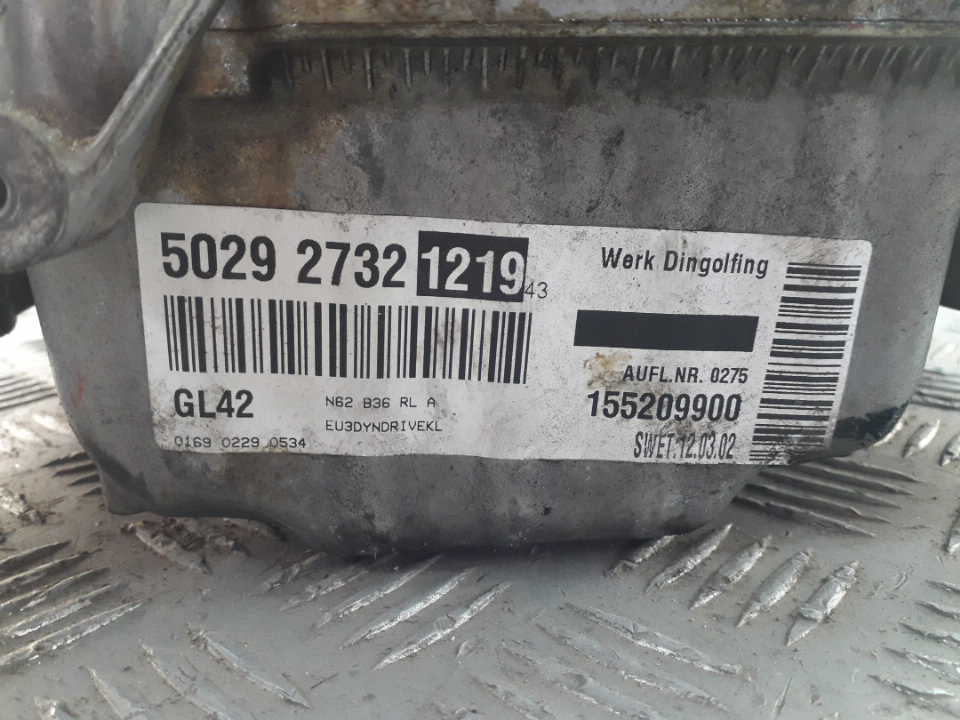 5029 2732 1219 43
GL42
N62 B36 RL A
EU3DYNDRIVEKL
0169 0229 0534
Werk Dingolfing
AUFL.NR. 0275
155209900
SWET.12.03.02